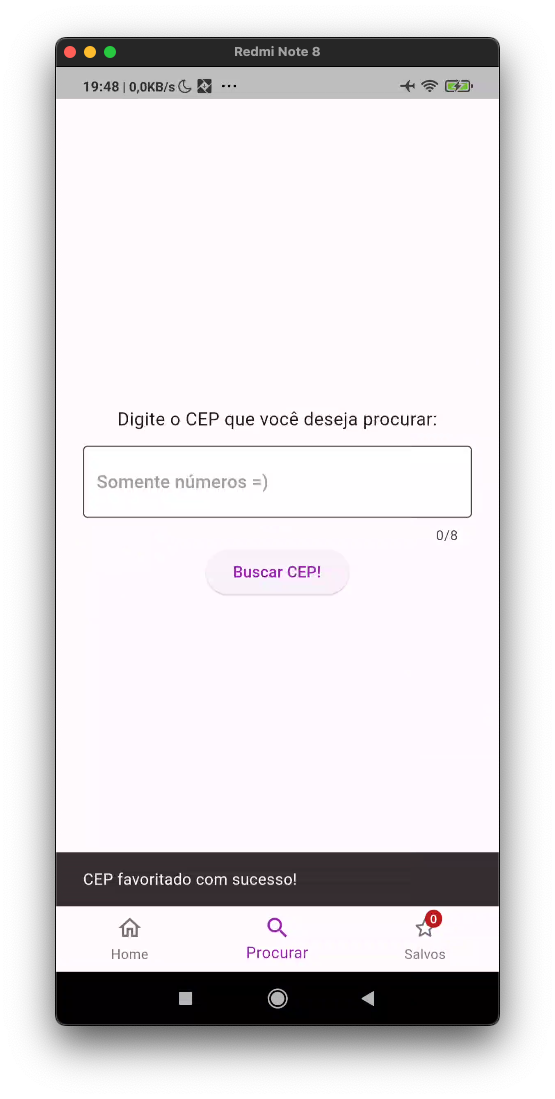 Redmi Note 8
19:48 | 0,0KB/s ...
Digite o CEP que você deseja procurar:
Somente números =)
0/8
Buscar CEP!
CEP favoritado com sucesso!
0
Home Procurar Salvos